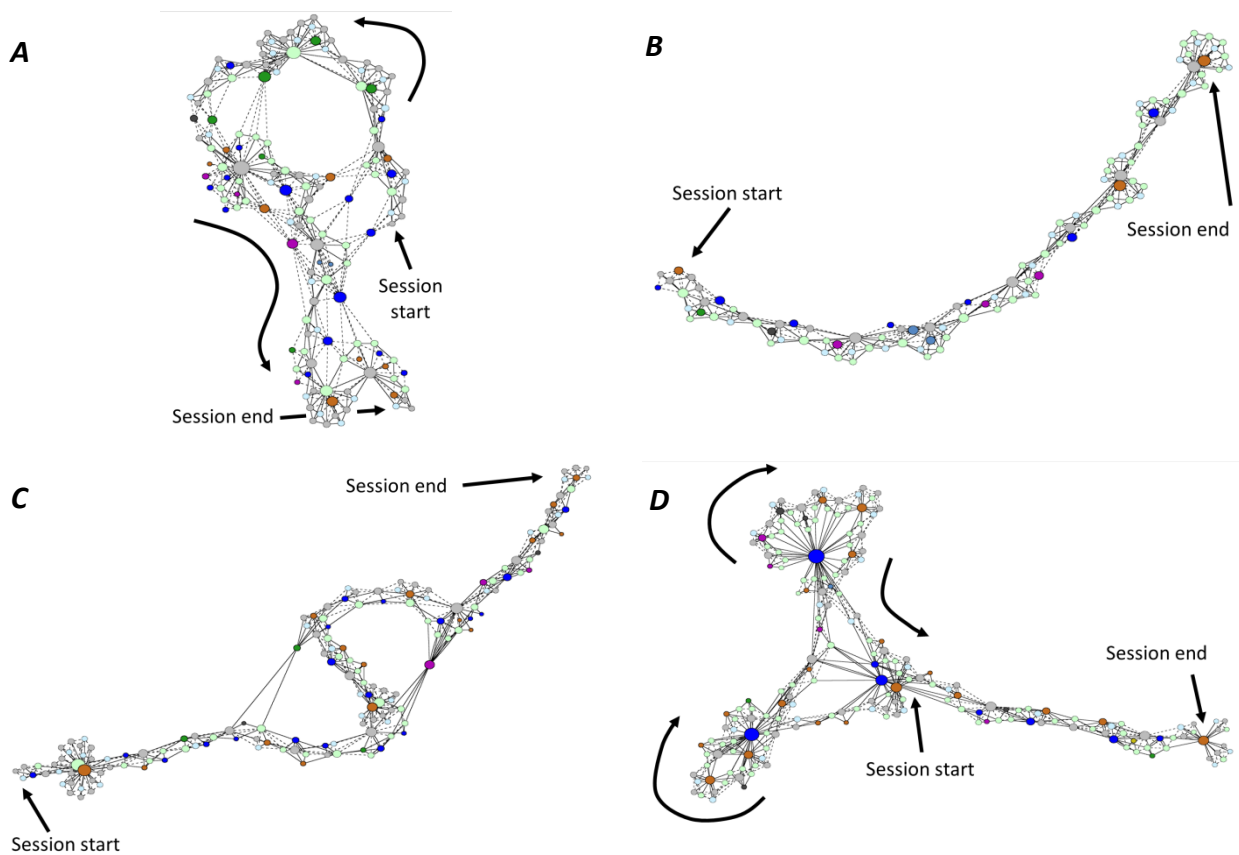 A
Session
start
Session end
B
Session start
Session end
C
Session end
Session start
D
Session end
Session start